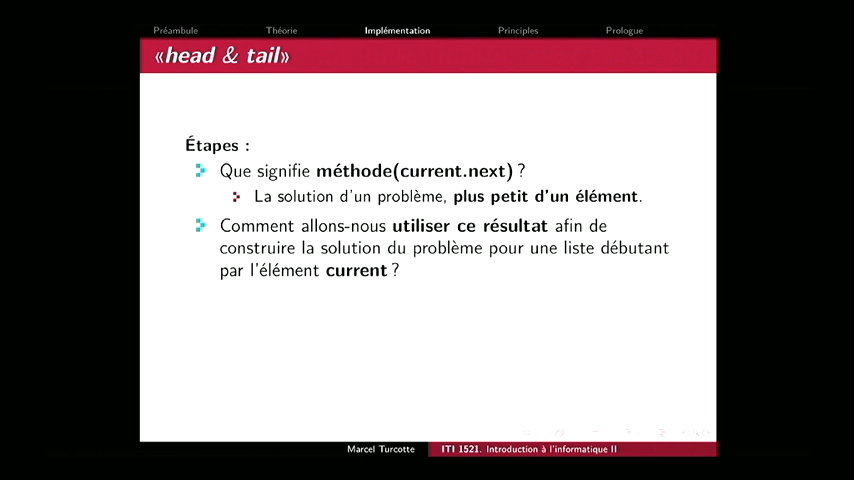 Préambule Théorie Implémentation Principles Prologue
«head & tail»
Étapes :
Que signifie méthode(current.next) ?
La solution d'un problème, plus petit d'un élément.
Comment allons-nous utiliser ce résultat afin de
construire la solution du problème pour une liste débutant
par l'élément current ?
Marcel Turcotte ITI 1521. Introduction à l'informatique II